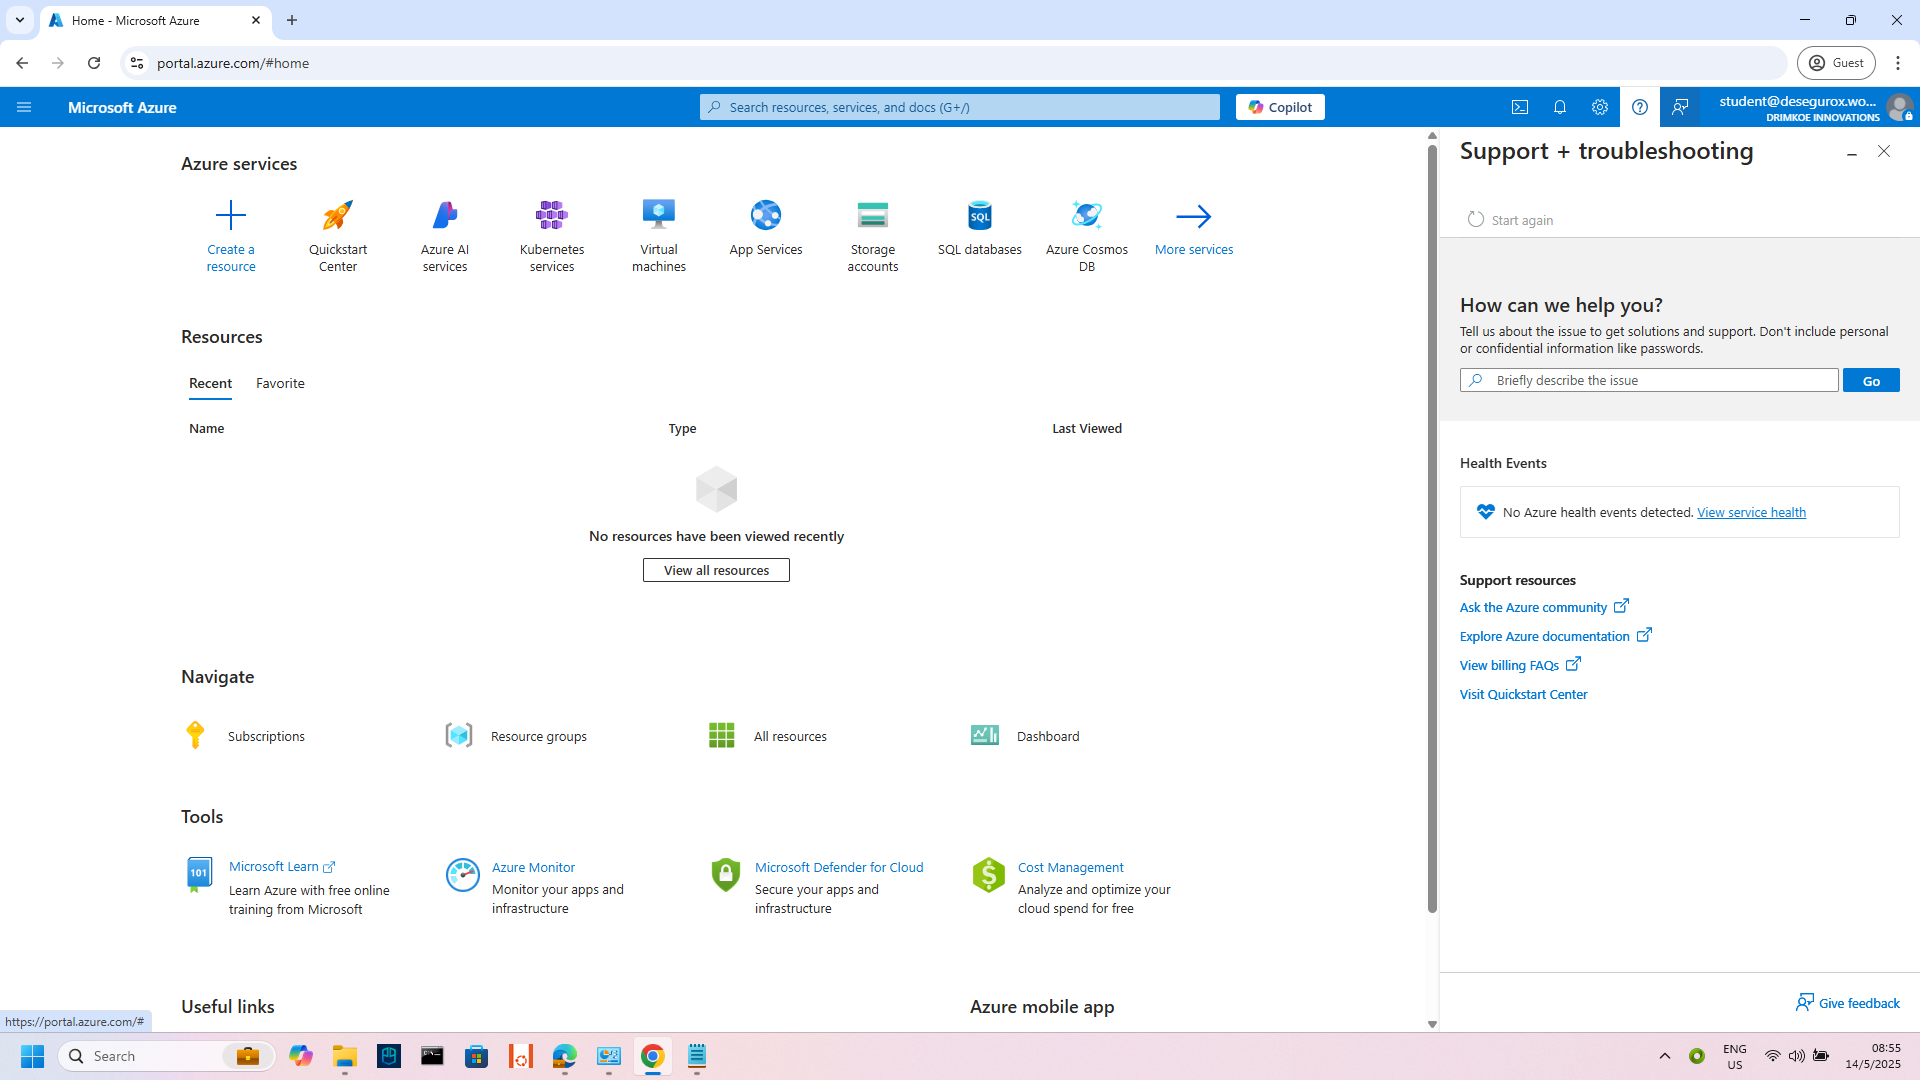 Home - Microsoft Azure
portal.azure.com/#home
Guest
Microsoft Azure
Search resources, services, and docs (G+/)
Copilot
student@desegurox.wo...
DRIMKOE INNOVATIONS
Azure services
Create a resource
Quickstart Center
Azure AI services
Kubernetes services
Virtual machines
App Services
Storage accounts
SQL
SQL databases
Azure Cosmos DB
More services
Resources
Recent
Favorite
Name
Type
Last Viewed
No resources have been viewed recently
View all resources
Navigate
Subscriptions
Resource groups
All resources
Dashboard
Tools
101
Microsoft Learn
Learn Azure with free online
training from Microsoft
Azure Monitor
Monitor your apps and
infrastructure
Microsoft Defender for Cloud
Secure your apps and
infrastructure
Cost Management
Analyze and optimize your
cloud spend for free
Useful links
Azure mobile app
https://portal.azure.com/#
Support + troubleshooting
Start again
How can we help you?
Tell us about the issue to get solutions and support. Don't include personal
or confidential information like passwords.
Briefly describe the issue
Go
Health Events
No Azure health events detected. View service health
Support resources
Ask the Azure community
Explore Azure documentation
View billing FAQs
Visit Quickstart Center
Give feedback
Search
ENG
US
08:55
14/5/2025